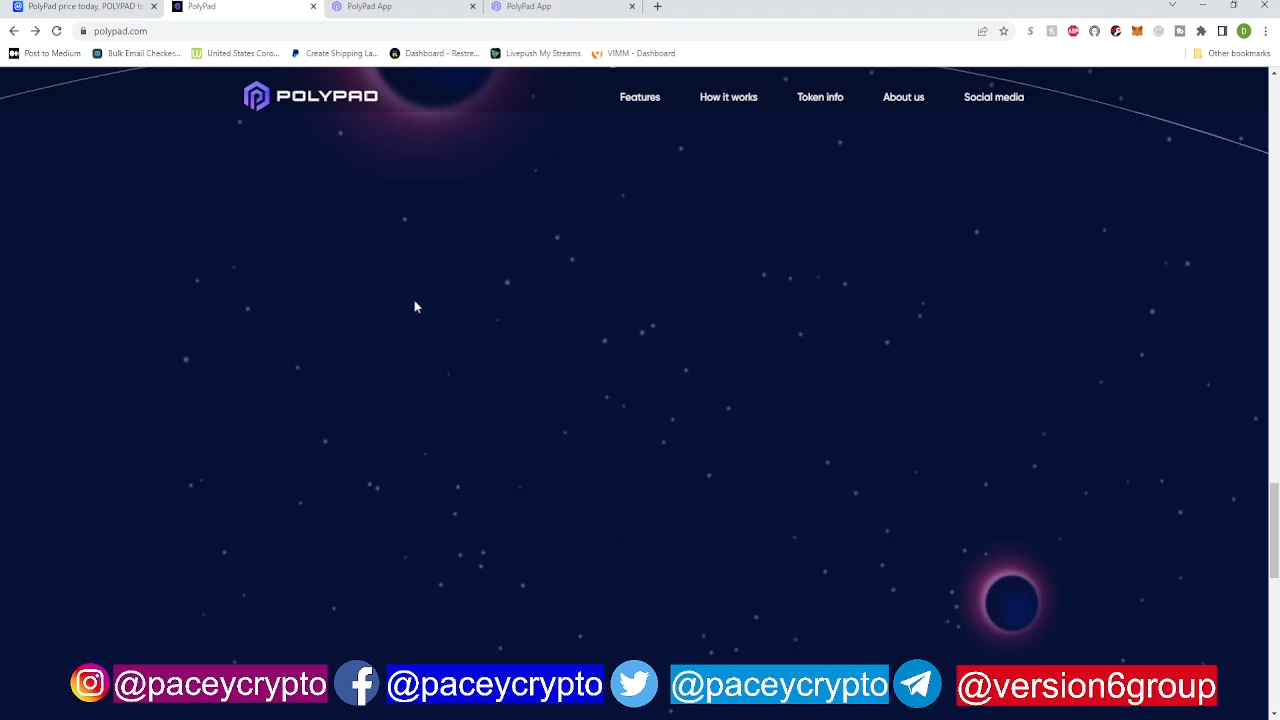 PolyPad price today, POLYPAD to
PolyPad
PolyPad App
PolyPad App
polypad.com
Post to Medium
Bulk Email Checker...
United States Coro...
Create Shipping La...
Dashboard - Restre...
Livepush My Streams
VIMM - Dashboard
Other bookmarks
POLYPAD
Features
How it works
Token info
About us
Social media
@paceycrypto
@paceycrypto
@paceycrypto
@version6group